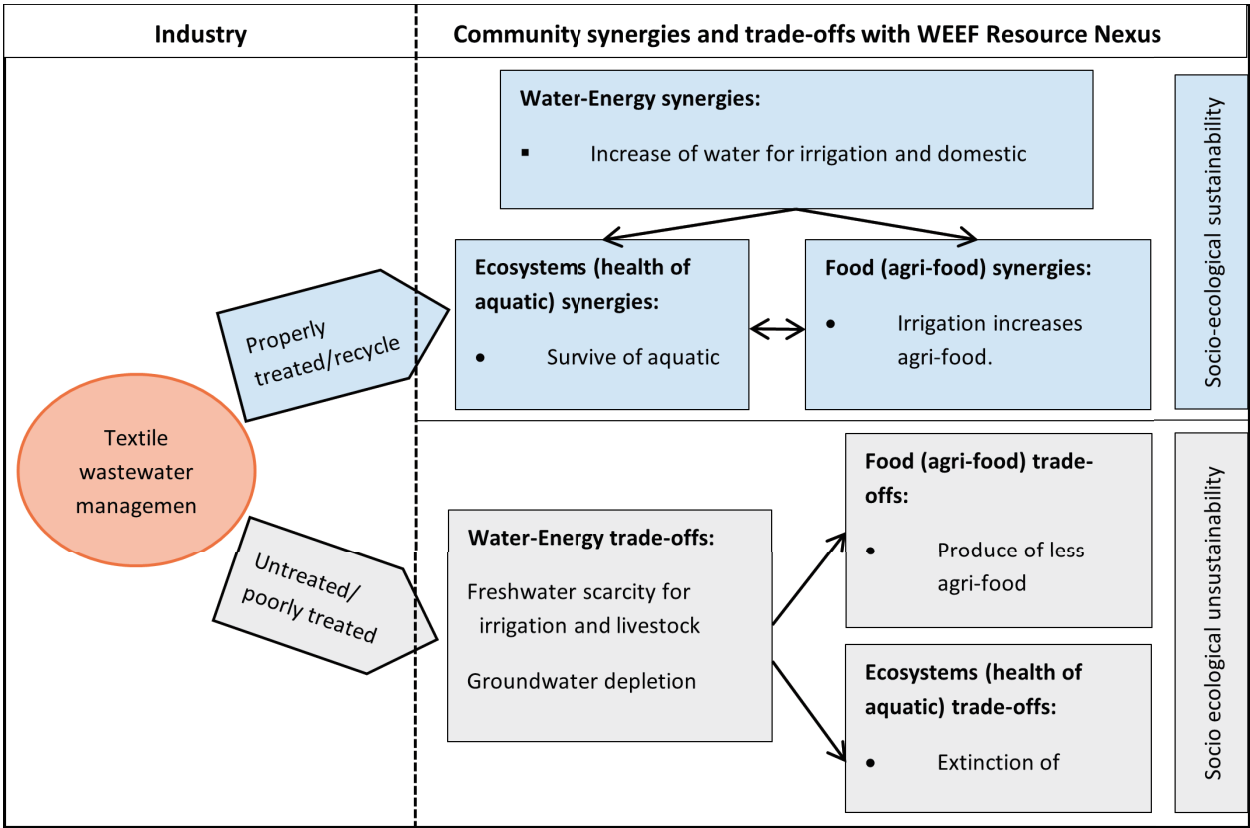 Industry
Community synergies and trade-offs with WEEF Resource Nexus
Water-Energy synergies:
▪ Increase of water for irrigation and domestic
Ecosystems (health of
aquatic) synergies:
● Survive of aquatic
Food (agri-food) synergies:
● Irrigation increases
agri-food.
Socio-ecological sustainability
Properly
treated/recycle
Textile
wastewater
managemen
Untreated/
poorly treated
Water-Energy trade-offs:
Freshwater scarcity for
irrigation and livestock
Groundwater depletion
Food (agri-food) trade-
offs:
• Produce of less
agri-food
Ecosystems (health of
aquatic) trade-offs:
● Extinction of
Socio ecological unsustainability